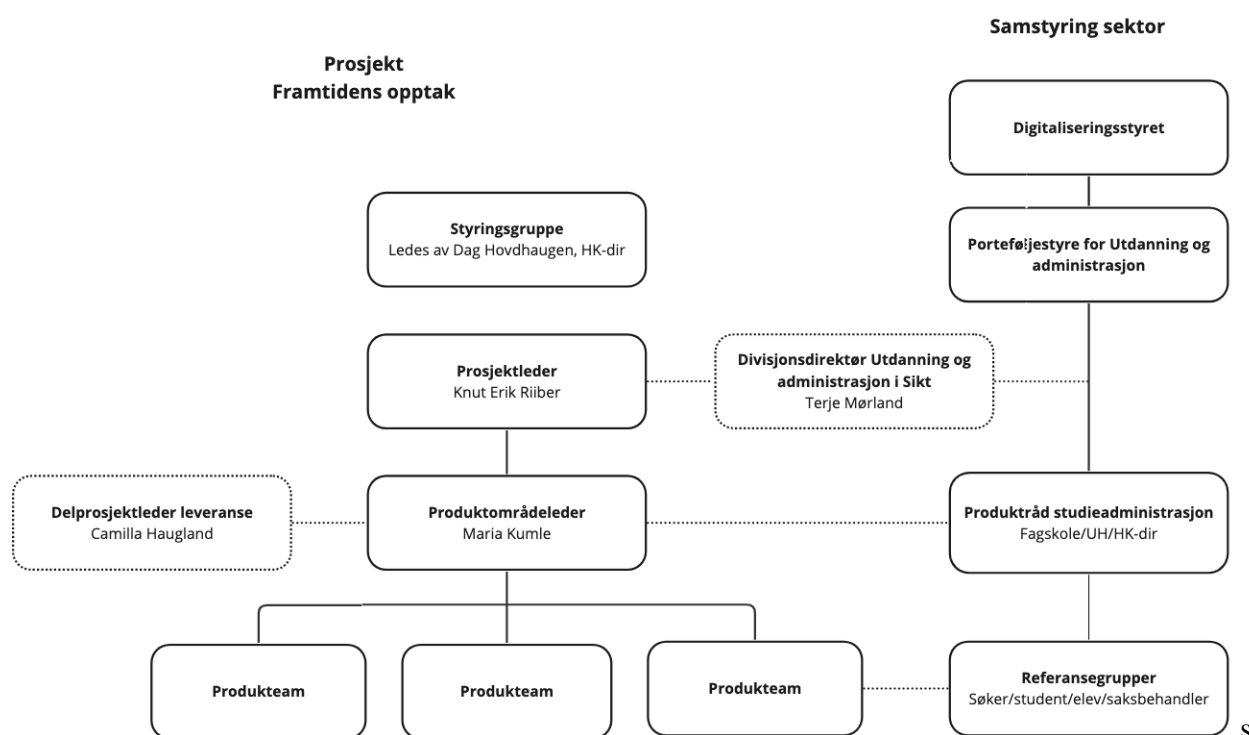 Samstyring sektor
Prosjekt
Framtidens opptak
Digitaliseringsstyret
Styringsgruppe
Ledes av Dag Hovdhaugen, HK-dir
Porteføljestyre for Utdanning og
administrasjon
Prosjektleder
Knut Erik Riiber
Divisjonsdirektør Utdanning og
administrasjon i Sikt
Terje Mørland
Delprosjektleder leveranse
Camilla Haugland
Produktområdeleder
Maria Kumle
Produktråd studieadministrasjon
Fagskole/UH/HK-dir
Produkteam
Produkteam
Produkteam
Referansegrupper
Søker/student/elev/saksbehandler
s